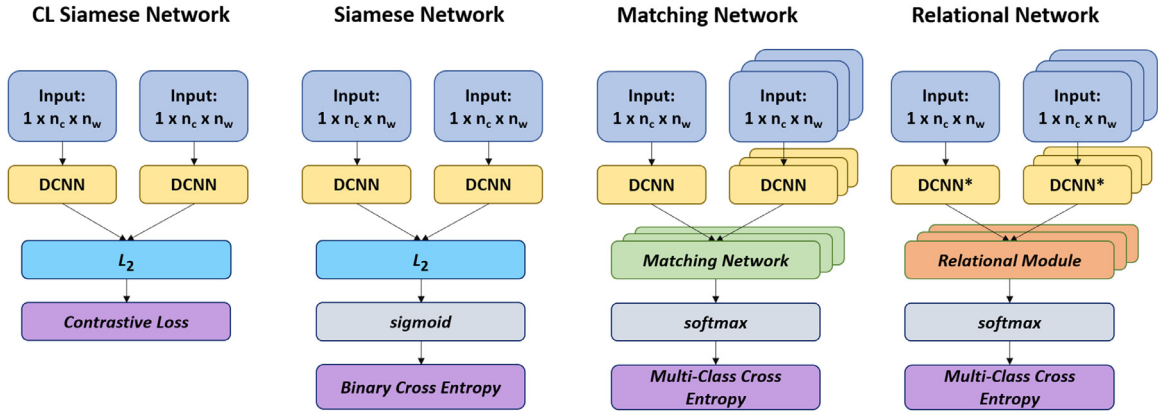 CL Siamese Network
Input:
1 x n_c x n_w
Input:
1 x n_c x n_w
DCNN
DCNN
L_2
Contrastive Loss
Siamese Network
Input:
1 x n_c x n_w
Input:
1 x n_c x n_w
DCNN
DCNN
L_2
sigmoid
Binary Cross Entropy
Matching Network
Input:
1 x n_c x n_w
Input:
1 x n_c x n_w
DCNN
DCNN
Matching Network
softmax
Multi-Class Cross
Entropy
Relational Network
Input:
1 x n_c x n_w
Input:
1 x n_c x n_w
DCNN*
DCNN*
Relational Module
softmax
Multi-Class Cross
Entropy